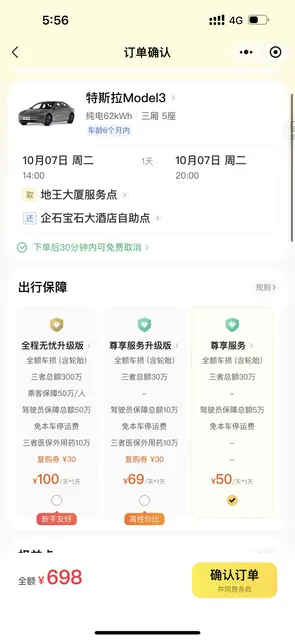 5:56
4G
订单确认
特斯拉Model3
纯电62kWh 三厢 5座
车龄6个月内
10月07日 周二
1天
10月07日 周二
14:00
20:00
取 地王大厦服务点
还 企石宝石大酒店自助点
下单后30分钟内可免费取消
出行保障
规则
全程无忧升级版
尊享服务升级版
尊享服务
全额车损 (含轮胎)
全额车损 (含轮胎)
全额车损 (含轮胎)
三者总额300万
三者总额30万
三者总额30万
乘客保障50万/人
–
–
驾驶员保障总额50万
驾驶员保障总额10万
驾驶员保障总额5万
免本车停运费
免本车停运费
免本车停运费
三者医保外用药10万
三者医保外用药10万
–
复购券 ¥30
复购券 ¥30
–
¥100/天*1天
¥69/天*1天
¥50/天*1天
新手友好
高性价比
全额 ¥698
确认订单
并同意条款